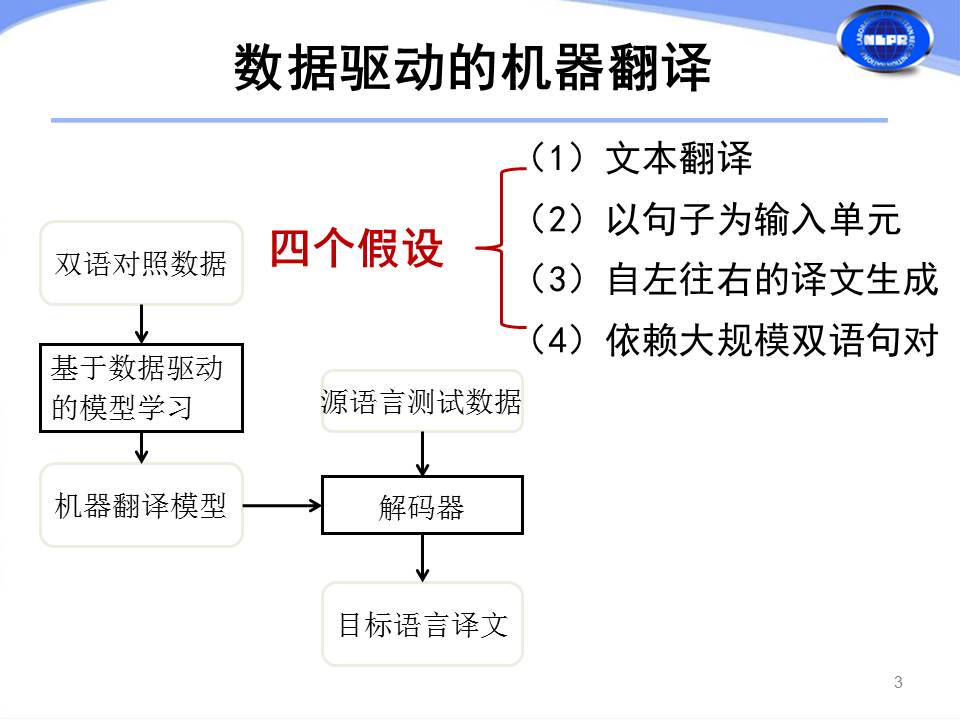 数据驱动的机器翻译
NLPR
（1）文本翻译
（2）以句子为输入单元
（3）自左往右的译文生成
（4）依赖大规模双语句对
四个假设
双语对照数据
基于数据驱动
的模型学习
机器翻译模型
源语言测试数据
解码器
目标语言译文
3